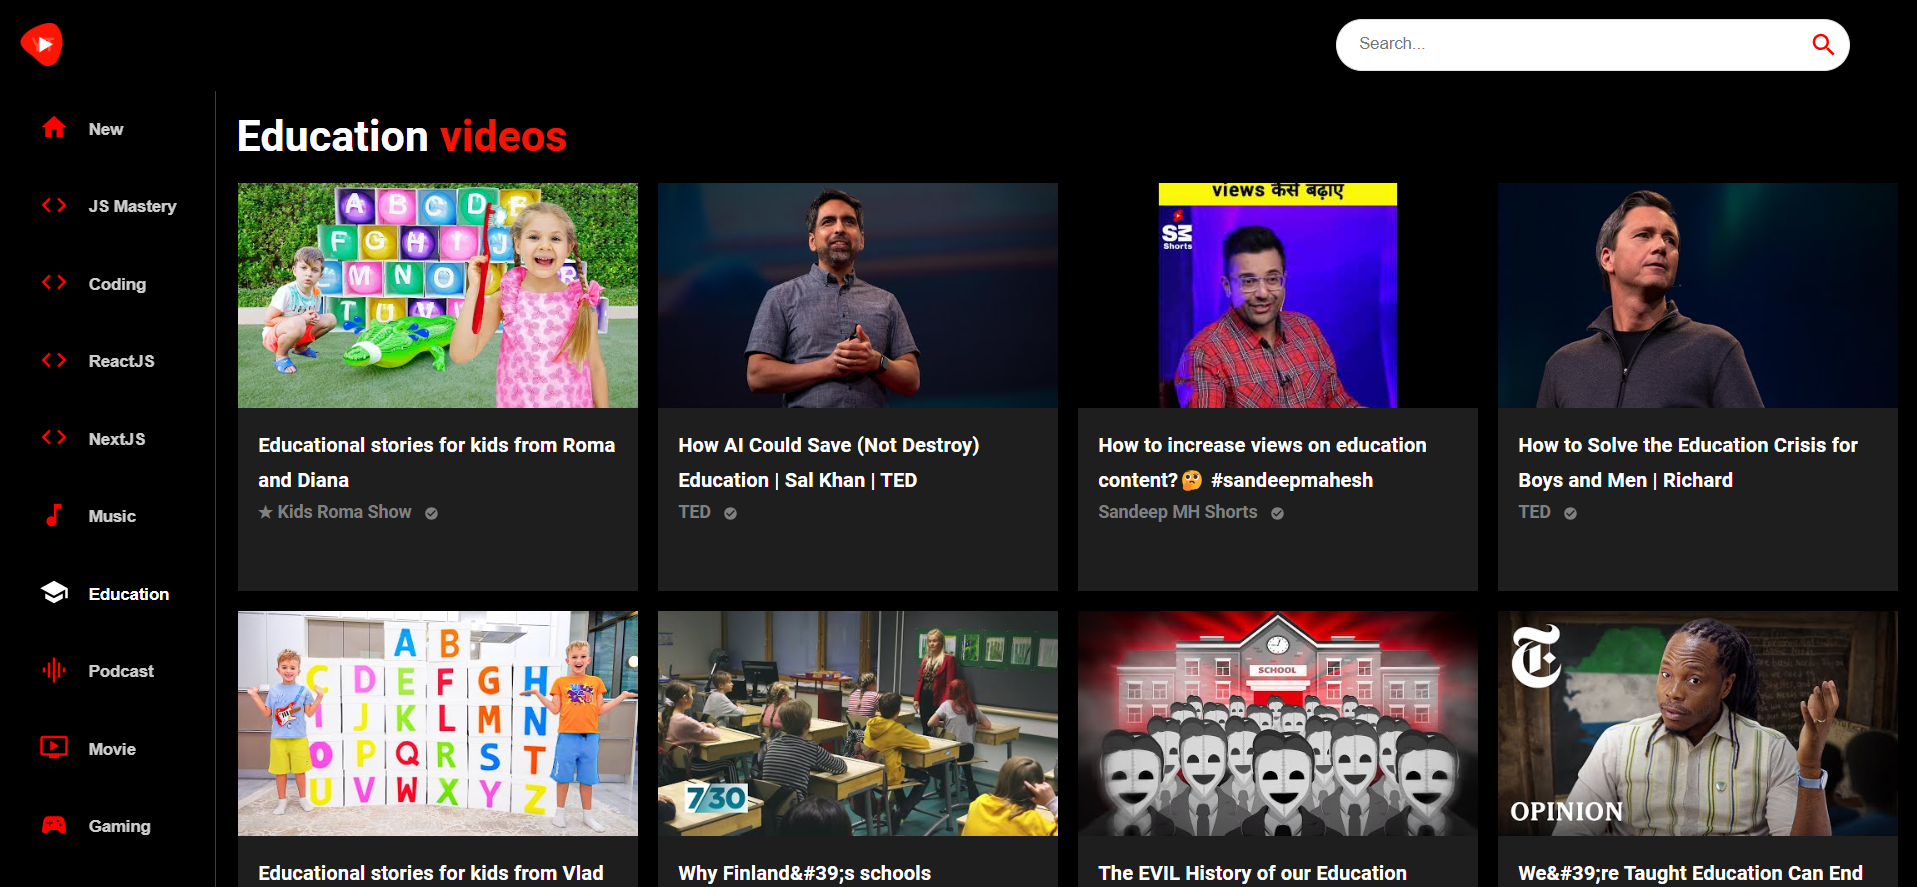 Search...
New
JS Mastery
Coding
ReactJS
NextJS
Music
Education
Podcast
Movie
Gaming
Education videos
A B C D E
F G H I J
M N O R
T U V
views कैसे बढ़ाए
SM
Shorts
Educational stories for kids from Roma
and Diana
★ Kids Roma Show
How AI Could Save (Not Destroy)
Education | Sal Khan | TED
TED
How to increase views on education
content?🤔 #sandeepmahesh
Sandeep MH Shorts
How to Solve the Education Crisis for
Boys and Men | Richard
TED
A B
C D E F G H
I J K L M N
O P Q R S T
U V W X Y Z
7/30
SCHOOL
T
OPINION
Educational stories for kids from Vlad
Why Finland&#39;s schools
The EVIL History of our Education
We&#39;re Taught Education Can End